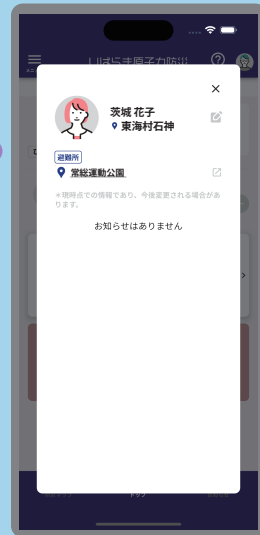 いばらき原子力防災
茨城 花子
東海村石神
避難所
常総運動公園
＊現時点での情報であり、今後変更される場合があ
ります。
お知らせはありません
トップ